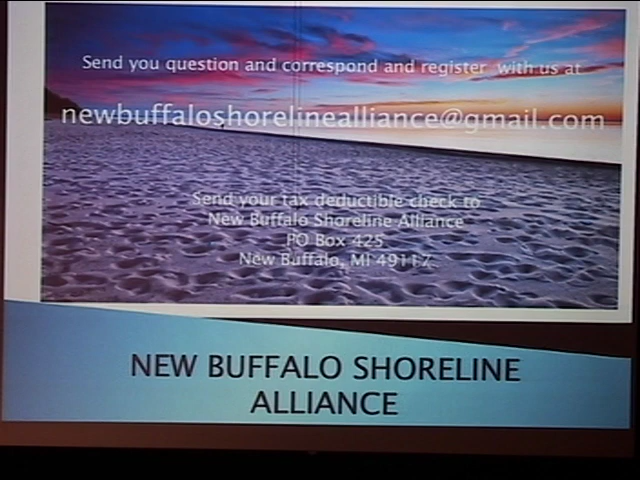 Send you question and correspond and register with us at
newbuffaloshorelinealliance@gmail.com
Send your tax deductible check to
New Buffalo Shoreline Alliance
PO Box 425
New Buffalo, MI 49117
NEW BUFFALO SHORELINE
ALLIANCE